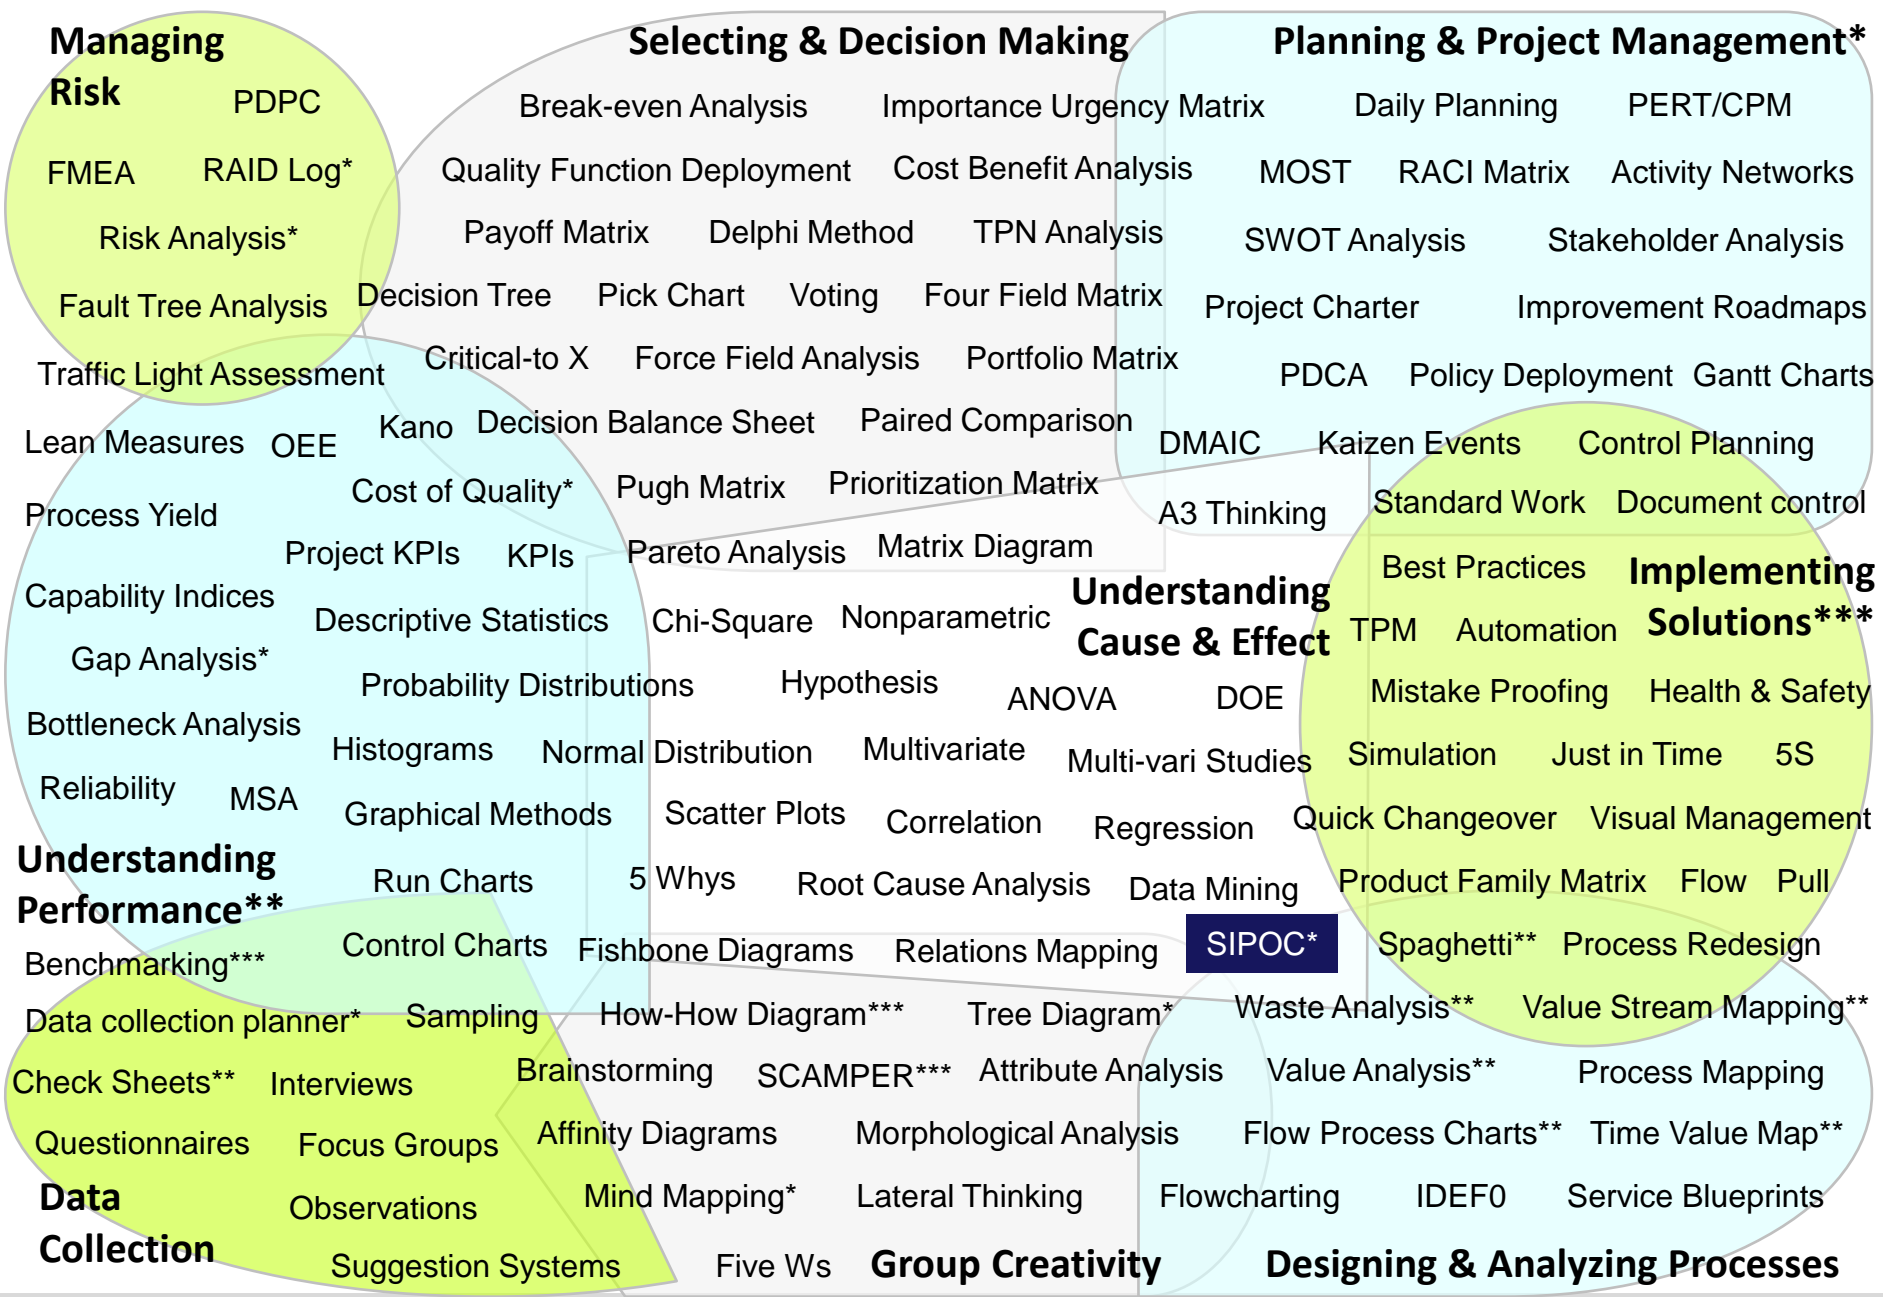 Managing Risk
Selecting & Decision Making
Planning & Project Management*
PDPC
Break-even Analysis
Importance Urgency Matrix
Daily Planning
PERT/CPM
FMEA
RAID Log*
Quality Function Deployment
Cost Benefit Analysis
MOST
RACI Matrix
Activity Networks
Risk Analysis*
Payoff Matrix
Delphi Method
TPN Analysis
SWOT Analysis
Stakeholder Analysis
Fault Tree Analysis
Decision Tree
Pick Chart
Voting
Four Field Matrix
Project Charter
Improvement Roadmaps
Traffic Light Assessment
Critical-to X
Force Field Analysis
Portfolio Matrix
PDCA
Policy Deployment
Gantt Charts
Lean Measures
OEE
Kano
Decision Balance Sheet
Paired Comparison
DMAIC
Kaizen Events
Control Planning
Cost of Quality*
Pugh Matrix
Prioritization Matrix
Process Yield
A3 Thinking
Standard Work
Document control
Project KPIs
KPIs
Pareto Analysis
Matrix Diagram
Best Practices
Implementing Solutions***
Understanding Cause & Effect
Capability Indices
Descriptive Statistics
Chi-Square
Nonparametric
TPM
Automation
Gap Analysis*
Probability Distributions
Hypothesis
ANOVA
DOE
Mistake Proofing
Health & Safety
Bottleneck Analysis
Histograms
Normal Distribution
Multivariate
Multi-vari Studies
Simulation
Just in Time
5S
Reliability
MSA
Graphical Methods
Scatter Plots
Correlation
Regression
Quick Changeover
Visual Management
Understanding Performance**
Run Charts
5 Whys
Root Cause Analysis
Data Mining
Product Family Matrix
Flow
Pull
Benchmarking***
Control Charts
Fishbone Diagrams
Relations Mapping
SIPOC*
Spaghetti**
Process Redesign
Data collection planner*
Sampling
How-How Diagram***
Tree Diagram*
Waste Analysis**
Value Stream Mapping**
Check Sheets**
Interviews
Brainstorming
SCAMPER***
Attribute Analysis
Value Analysis**
Process Mapping
Questionnaires
Focus Groups
Affinity Diagrams
Morphological Analysis
Flow Process Charts**
Time Value Map**
Data Collection
Observations
Mind Mapping*
Lateral Thinking
Flowcharting
IDEF0
Service Blueprints
Suggestion Systems
Five Ws
Group Creativity
Designing & Analyzing Processes